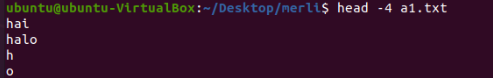 ubuntu@ubuntu-VirtualBox:~/Desktop/merli$ head -4 a1.txt
hai
halo
h
o